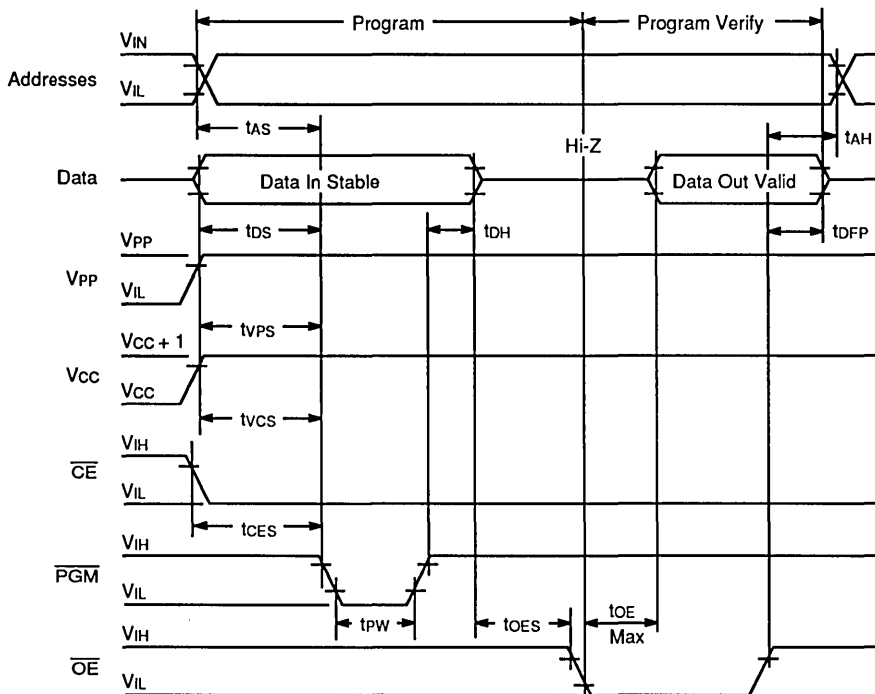 Program
Program Verify
VIN
Addresses
VIL
tAS
tAH
Hi-Z
Data
Data In Stable
Data Out Valid
tDS
tDH
tDFP
VPP
VPP
VIL
tVPS
VCC + 1
VCC
VCC
tVCS
VIH
CE
VIL
tCES
VIH
PGM
VIL
tPW
tOES
tOE
Max
VIH
OE
VIL